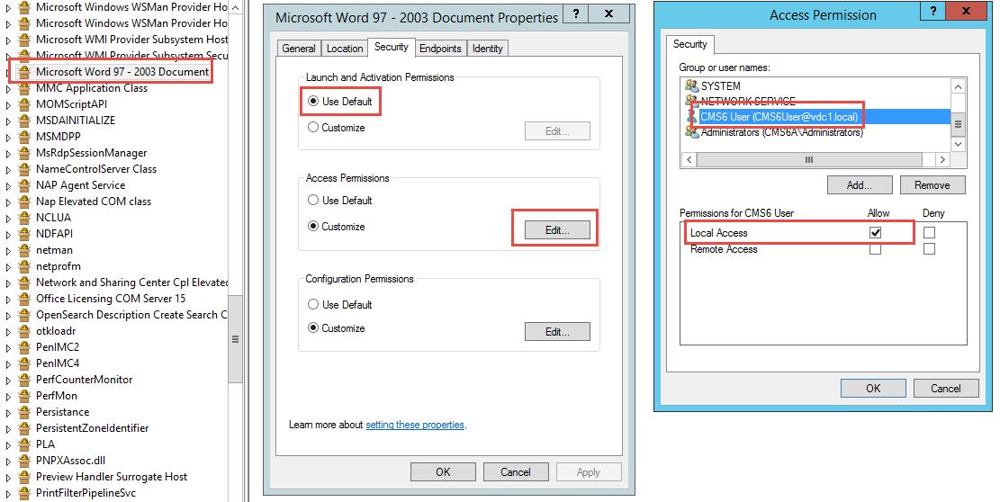 Microsoft Windows WSMan Provider Ho
Microsoft Windows WSMan Provider Ho
Microsoft WMI Provider Subsystem Host
Microsoft WMI Provider Subsystem Secu
Microsoft Word 97 - 2003 Document
MMC Application Class
MOMScriptAPI
MSDAINITIALIZE
MSMDPP
MsRdpSessionManager
NameControlServer Class
NAP Agent Service
Nap Elevated COM class
NCLUA
NDFAPI
netman
netprofm
Network and Sharing Center Cpl Elevated
Office Licensing COM Server 15
OpenSearch Description Create Search C
otkloadr
PenIMC2
PenIMC4
PerfCounterMonitor
PerfMon
Persistance
PersistentZoneIdentifier
PLA
PNPXAssoc.dll
Preview Handler Surrogate Host
PrintFilterPipelineSvc
Microsoft Word 97 - 2003 Document Properties ? x
General Location Security Endpoints Identity
Launch and Activation Permissions
Use Default
Customize Edit...
Access Permissions
Use Default
Customize Edit...
Configuration Permissions
Use Default
Customize Edit...
Learn more about setting these properties.
OK Cancel Apply
Access Permission ? x
Security
Group or user names:
SYSTEM
NETWORK SERVICE
CMS6 User (CMS6User@vdc1.local)
Administrators (CMS6A\Administrators)
Add... Remove
Permissions for CMS6 User Allow Deny
Local Access
Remote Access
OK Cancel